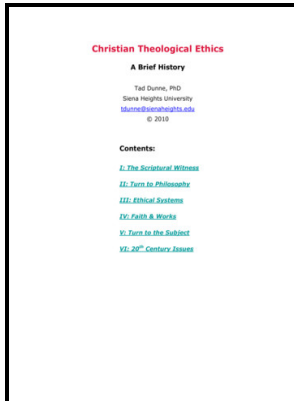 Christian Theological Ethics
A Brief History
Tad Dunne, PhD
Siena Heights University
tdunne@sienaheights.edu
© 2010
Contents:
I: The Scriptural Witness
II: Turn to Philosophy
III: Ethical Systems
IV: Faith & Works
V: Turn to the Subject
VI: 20th Century Issues